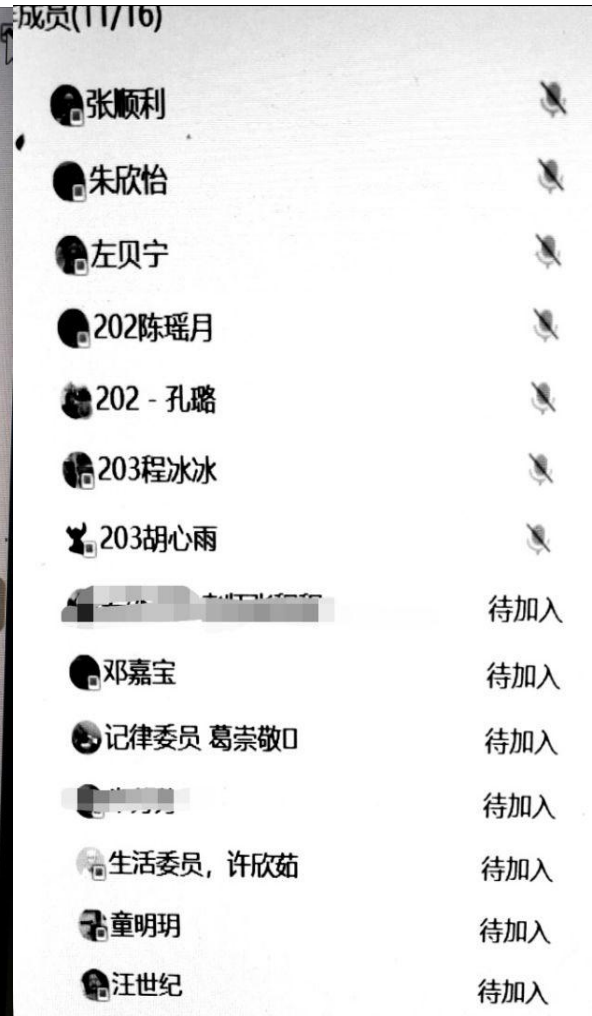 成员(11/16)
张顺利
朱欣怡
左贝宁
202陈瑶月
202 - 孔璐
203程冰冰
203胡心雨
待加入
邓嘉宝 待加入
记律委员 葛崇敬 待加入
待加入
生活委员，许欣茹 待加入
童明玥 待加入
汪世纪 待加入